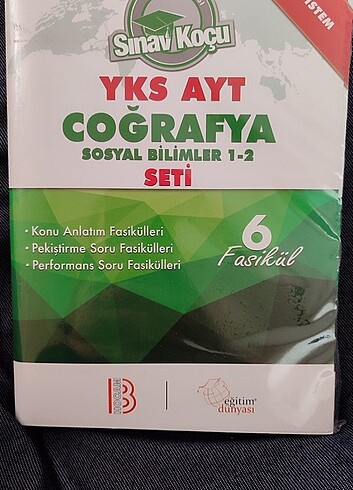 Sınav Koçu
İSTEM
YKS AYT
COĞRAFYA
SOSYAL BİLİMLER 1-2
SETİ
• Konu Anlatım Fasikülleri
• Pekiştirme Soru Fasikülleri
• Performans Soru Fasikülleri
6
Fasikül
B
HOCAM
eğitim®
dünyası